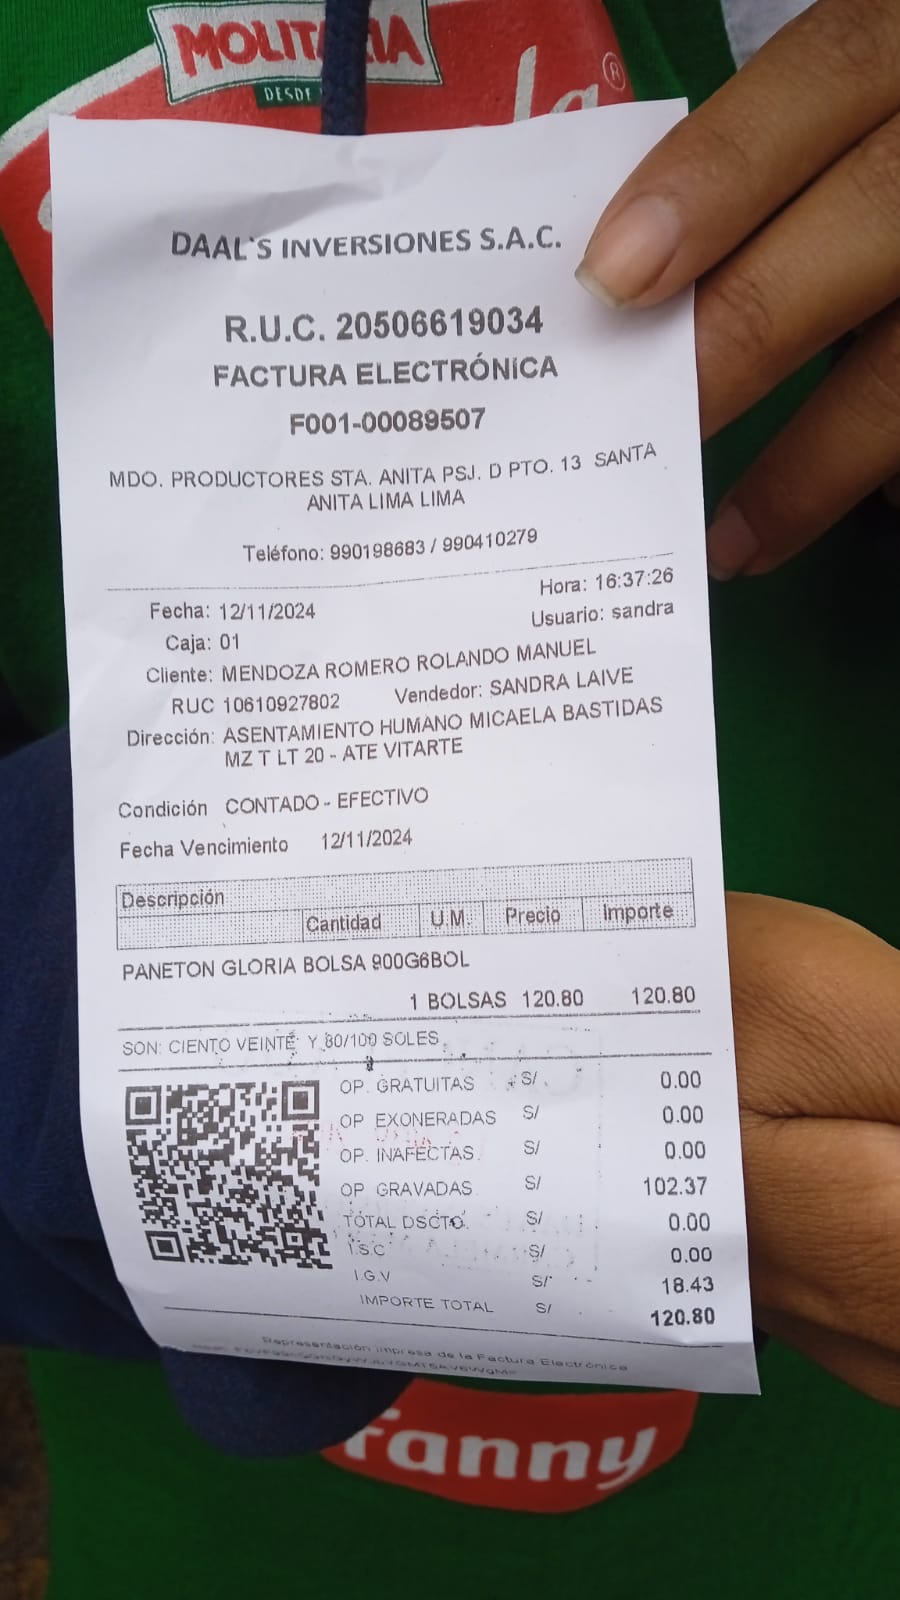 MOLITALIA
DESDE
DAAL'S INVERSIONES S.A.C.
R.U.C. 20506619034
FACTURA ELECTRÓNICA
F001-00089507
MDO. PRODUCTORES STA. ANITA PSJ. D PTO. 13 SANTA
ANITA LIMA LIMA
Teléfono: 990198683 / 990410279
Fecha: 12/11/2024 Hora: 16:37:26
Caja: 01 Usuario: sandra
Cliente: MENDOZA ROMERO ROLANDO MANUEL
RUC 10610927802 Vendedor: SANDRA LAIVE
Dirección: ASENTAMIENTO HUMANO MICAELA BASTIDAS
MZ T LT 20 - ATE VITARTE
Condición CONTADO - EFECTIVO
Fecha Vencimiento 12/11/2024
Descripción
Cantidad U.M. Precio Importe
PANETON GLORIA BOLSA 900G6BOL
1 BOLSAS 120.80 120.80
SON: CIENTO VEINTE Y 80/100 SOLES
OP. GRATUITAS S/ 0.00
OP EXONERADAS S/ 0.00
OP. INAFECTAS. S/ 0.00
OP GRAVADAS S/ 102.37
TOTAL DSCTO. S/ 0.00
I.S.C S/ 0.00
I.G.V S/ 18.43
IMPORTE TOTAL S/ 120.80
Representación impresa de la Factura Electrónica
fanny